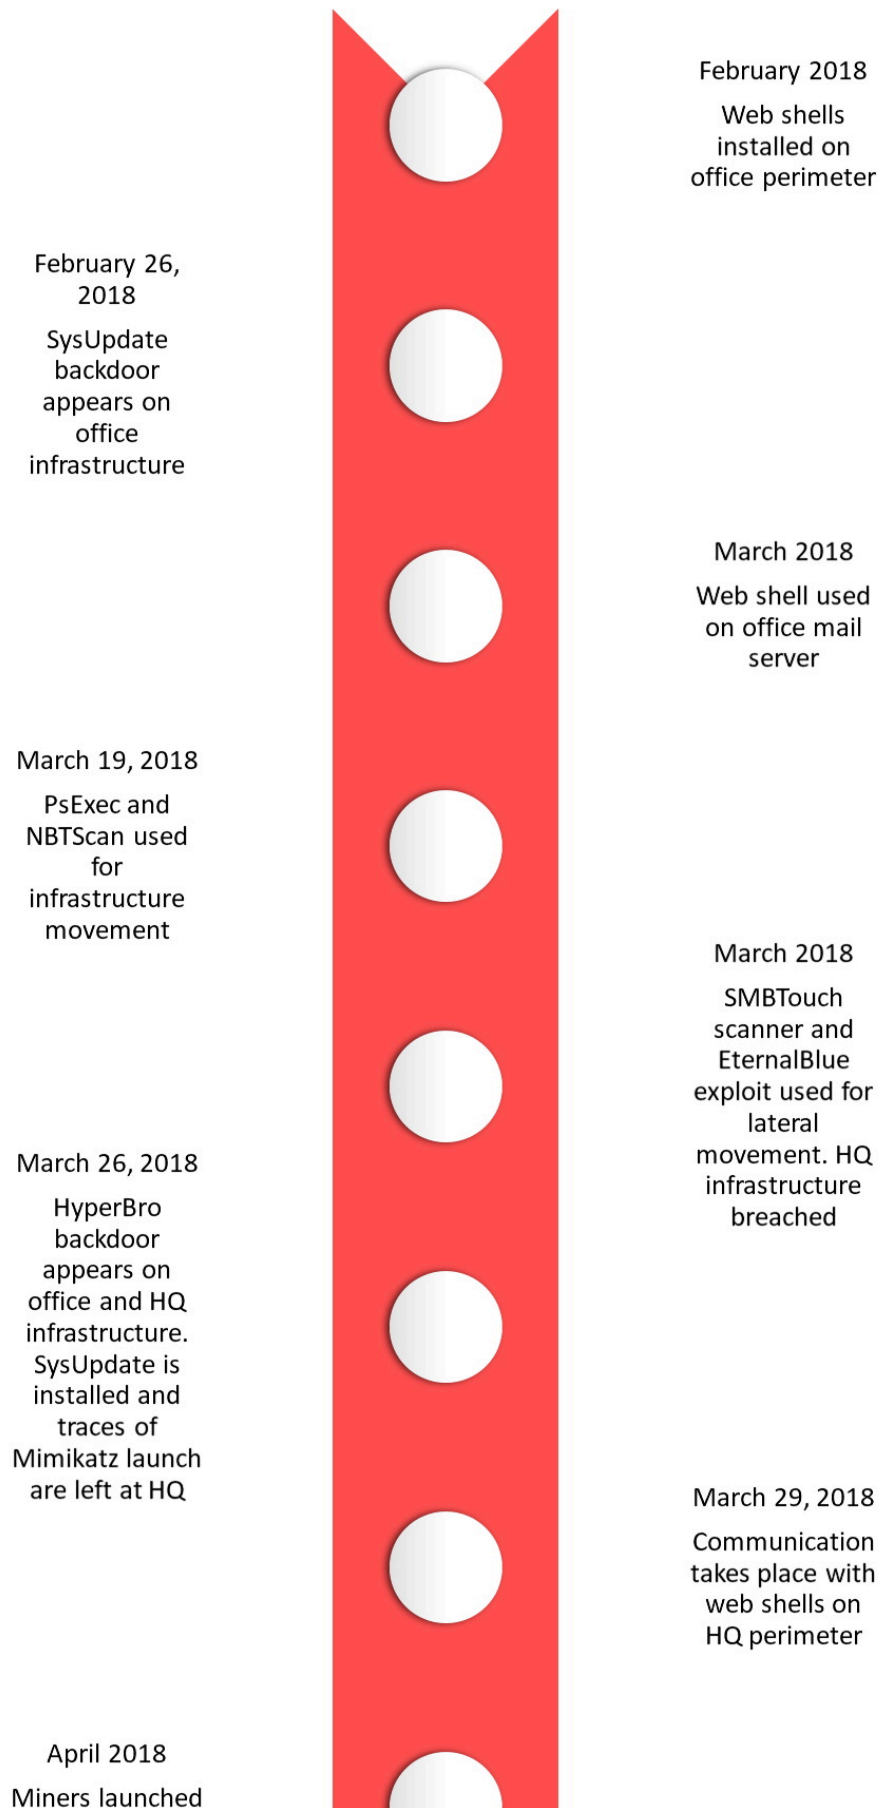 February 2018
Web shells
installed on
office perimeter
February 26,
2018
SysUpdate
backdoor
appears on
office
infrastructure
March 2018
Web shell used
on office mail
server
March 19, 2018
PsExec and
NBTScan used
for
infrastructure
movement
March 2018
SMBTouch
scanner and
EternalBlue
exploit used for
lateral
movement. HQ
infrastructure
breached
March 26, 2018
HyperBro
backdoor
appears on
office and HQ
infrastructure.
SysUpdate is
installed and
traces of
Mimikatz launch
are left at HQ
March 29, 2018
Communication
takes place with
web shells on
HQ perimeter
April 2018
Miners launched